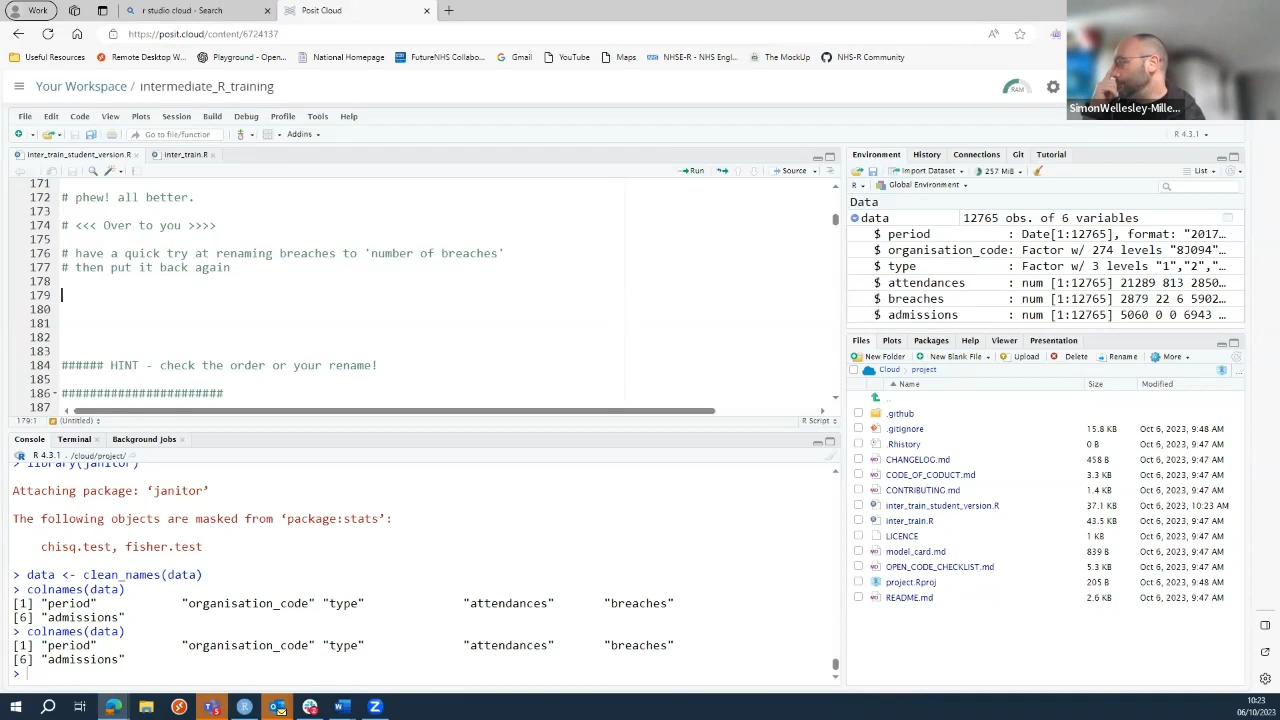 Work
r studio cloud - Search
Posit Cloud
https://posit.cloud/content/6724137
Useful Resources
Remote Desktop W...
Playground - Open...
National Homepage
FutureNHS Collabo...
Gmail
YouTube
Maps
NHSE-R - NHS Engl...
The MockUp
NHS-R Community
Your Workspace / intermediate_R_training
RAM
SimonWellesley-Mille...
File Edit Code View Plots Session Build Debug Profile Tools Help
Go to file/function
Addins
R 4.3.1
inter_train_student_version.R
inter_train.R
Run
Source
171
172 # phew! all better.
173
174 # <<< Over to you >>>>
175
176 # have a quick try at renaming breaches to 'number of breaches'
177 # then put it back again
178
179
180
181
182
183
184 ###### HINT - check the order or your rename!
185
186 #######################
187
179:1 (Untitled) R Script
Console Terminal Background Jobs
R 4.3.1 . /cloud/project/
> library(janitor)
Attaching package: ‘janitor’
The following objects are masked from ‘package:stats’:
chisq.test, fisher.test
> data <- clean_names(data)
> colnames(data)
[1] "period" "organisation_code" "type" "attendances" "breaches"
[6] "admissions"
> colnames(data)
[1] "period" "organisation_code" "type" "attendances" "breaches"
[6] "admissions"
>
Environment History Connections Git Tutorial
Import Dataset 257 MiB List
R Global Environment
Data
data 12765 obs. of 6 variables
$ period : Date[1:12765], format: "2017...
$ organisation_code: Factor w/ 274 levels "8J094"...
$ type : Factor w/ 3 levels "1","2",...
$ attendances : num [1:12765] 21289 813 2850...
$ breaches : num [1:12765] 2879 22 6 5902...
$ admissions : num [1:12765] 5060 0 0 6943 ...
Files Plots Packages Help Viewer Presentation
New Folder New Blank File Upload Delete Rename More
Cloud project ...
Name Size Modified
..
.github
.gitignore 15.8 KB Oct 6, 2023, 9:48 AM
.Rhistory 0 B Oct 6, 2023, 9:48 AM
CHANGELOG.md 458 B Oct 6, 2023, 9:47 AM
CODE_OF_CODUCT.md 3.3 KB Oct 6, 2023, 9:47 AM
CONTRIBUTING.md 1.4 KB Oct 6, 2023, 9:47 AM
inter_train_student_version.R 37.1 KB Oct 6, 2023, 10:23 AM
inter_train.R 43.5 KB Oct 6, 2023, 9:47 AM
LICENCE 1 KB Oct 6, 2023, 9:47 AM
model_card.md 839 B Oct 6, 2023, 9:47 AM
OPEN_CODE_CHECKLIST.md 5.3 KB Oct 6, 2023, 9:47 AM
project.Rproj 205 B Oct 6, 2023, 9:48 AM
README.md 2.6 KB Oct 6, 2023, 9:47 AM
10:23
06/10/2023